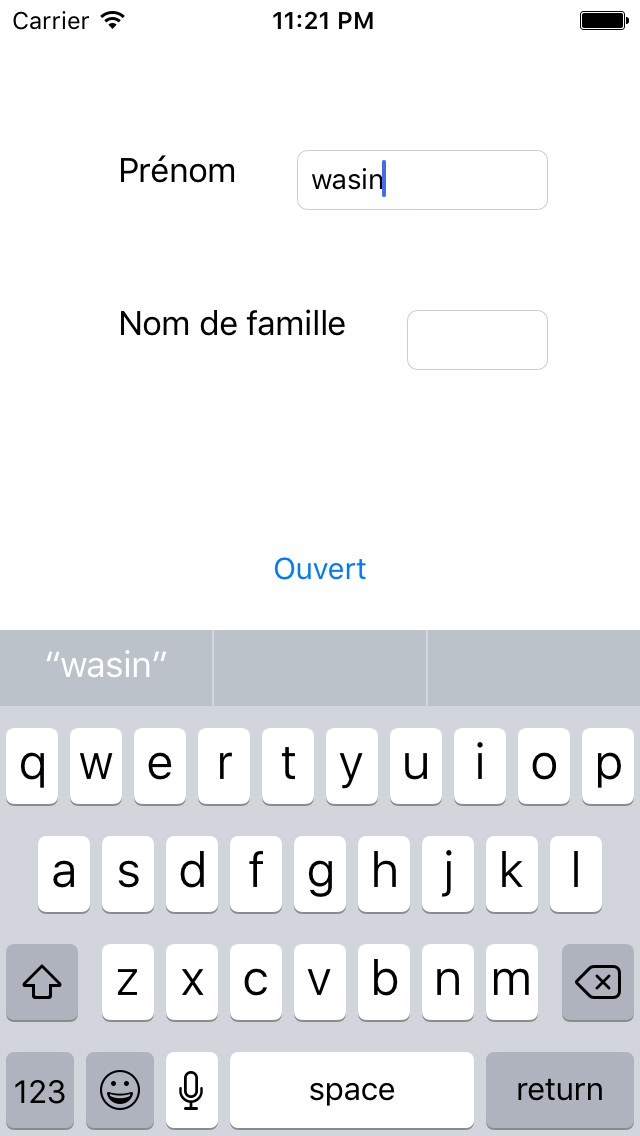 Carrier 11:21 PM
Prénom wasin
Nom de famille
Ouvert
“wasin”
q w e r t y u i o p
a s d f g h j k l
z x c v b n m
123 space return